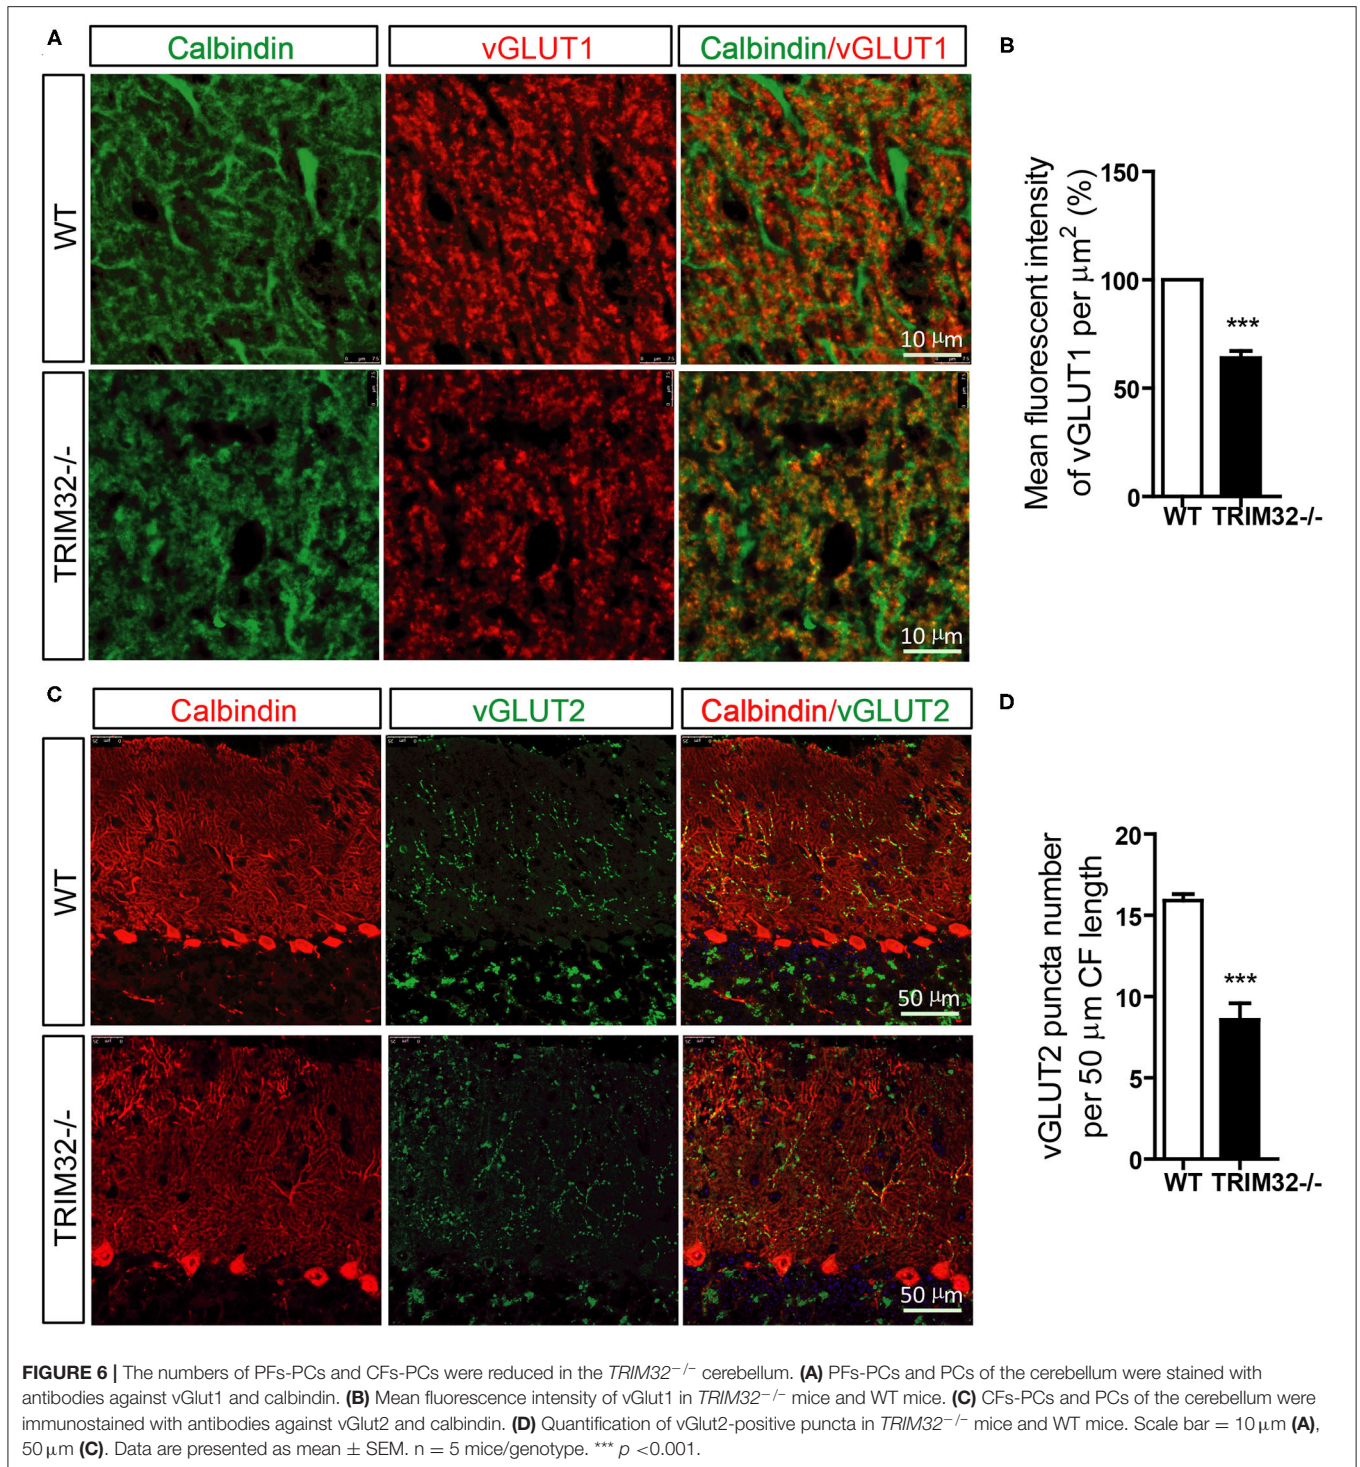 A
Calbindin
vGLUT1
Calbindin/vGLUT1
WT
10 μm
TRIM32-/-
10 μm
B
Mean fluorescent intensity
of vGLUT1 per μm² (%)
150
100
50
0
***
WT TRIM32-/-
C
Calbindin
vGLUT2
Calbindin/vGLUT2
WT
50 μm
TRIM32-/-
50 μm
D
vGLUT2 puncta number
per 50 μm CF length
20
15
10
5
0
***
WT TRIM32-/-
FIGURE 6 | The numbers of PFs-PCs and CFs-PCs were reduced in the TRIM32−/− cerebellum. (A) PFs-PCs and PCs of the cerebellum were stained with
antibodies against vGlut1 and calbindin. (B) Mean fluorescence intensity of vGlut1 in TRIM32−/− mice and WT mice. (C) CFs-PCs and PCs of the cerebellum were
immunostained with antibodies against vGlut2 and calbindin. (D) Quantification of vGlut2-positive puncta in TRIM32−/− mice and WT mice. Scale bar = 10 μm (A),
50 μm (C). Data are presented as mean ± SEM. n = 5 mice/genotype. *** p <0.001.